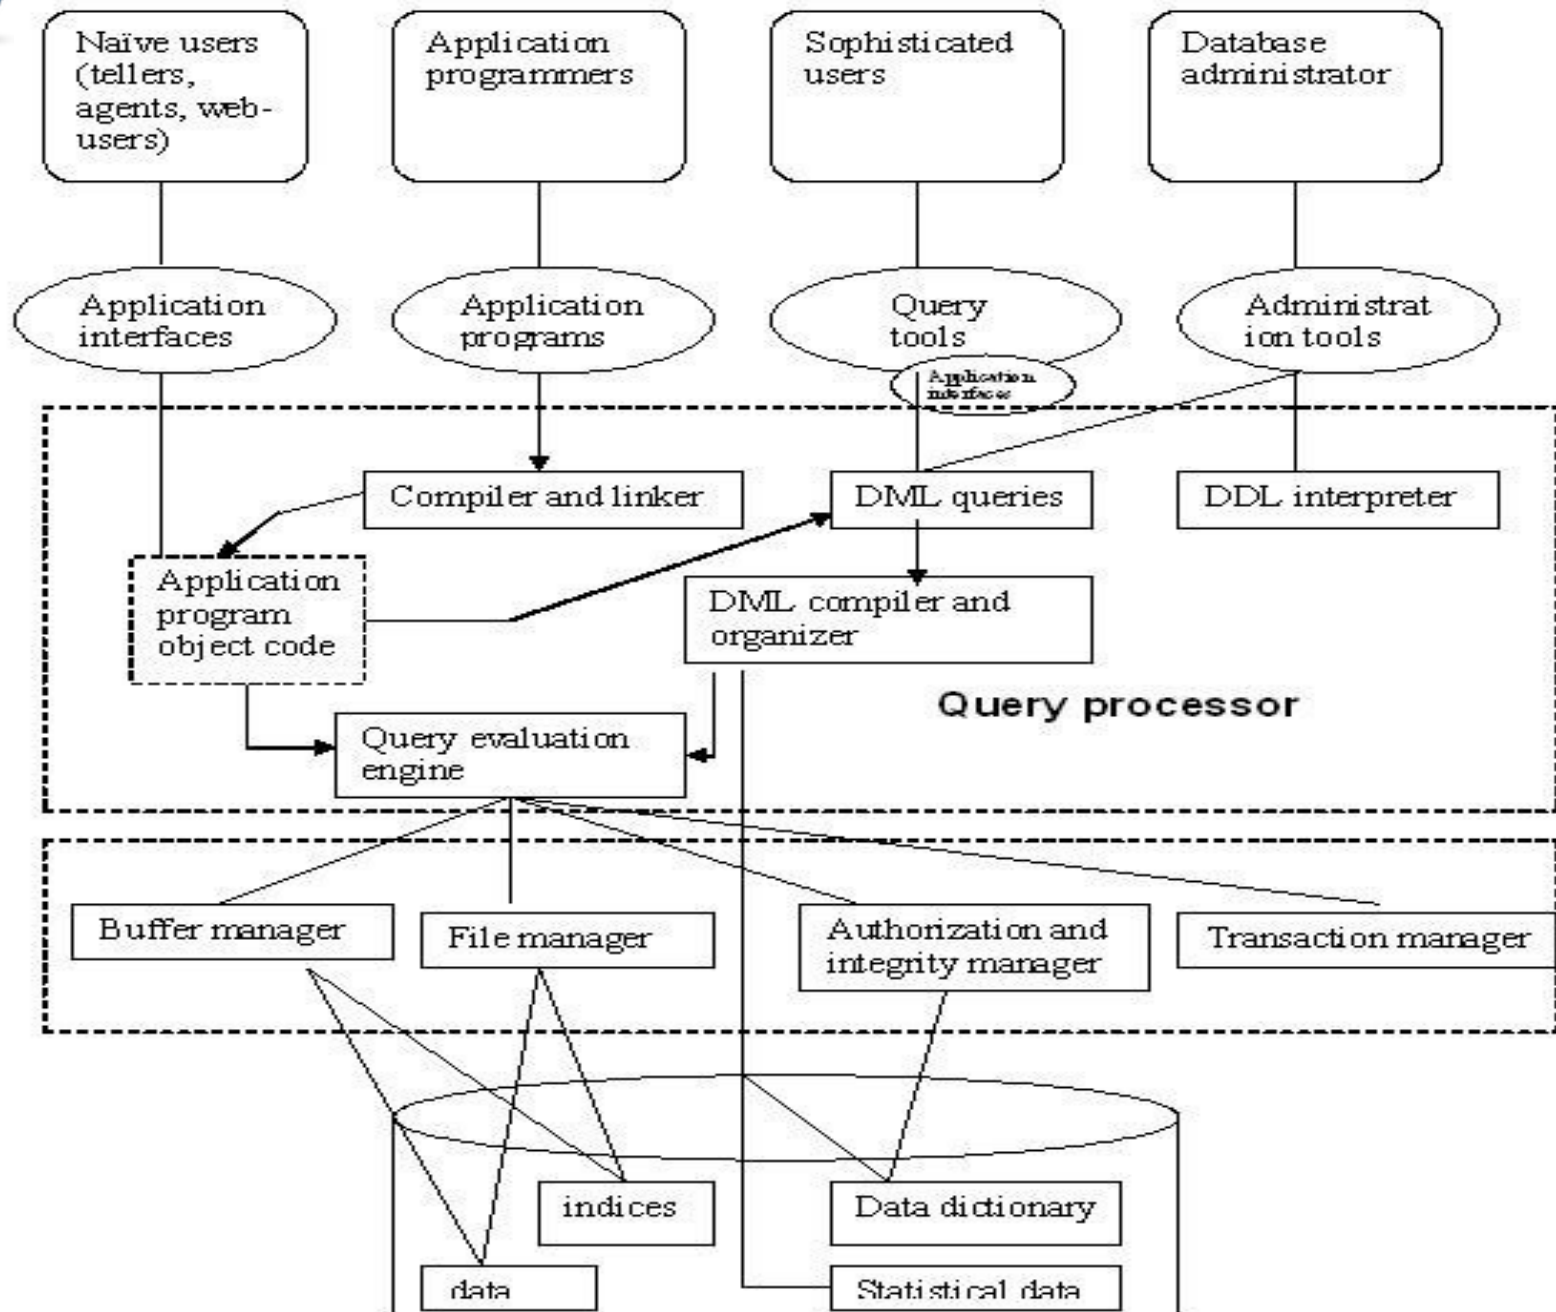 Naïve users
(tellers,
agents, web-
users)
Application
programmers
Sophisticated
users
Database
administrator
Application
interfaces
Application
programs
Query
tools
Administrat
ion tools
Application
interfaces
Compiler and linker
DML queries
DDL interpreter
Application
program
object code
DML compiler and
organizer
Query processor
Query evaluation
engine
Buffer manager
File manager
Authorization and
integrity manager
Transaction manager
indices
Data dictionary
data
Statistical data